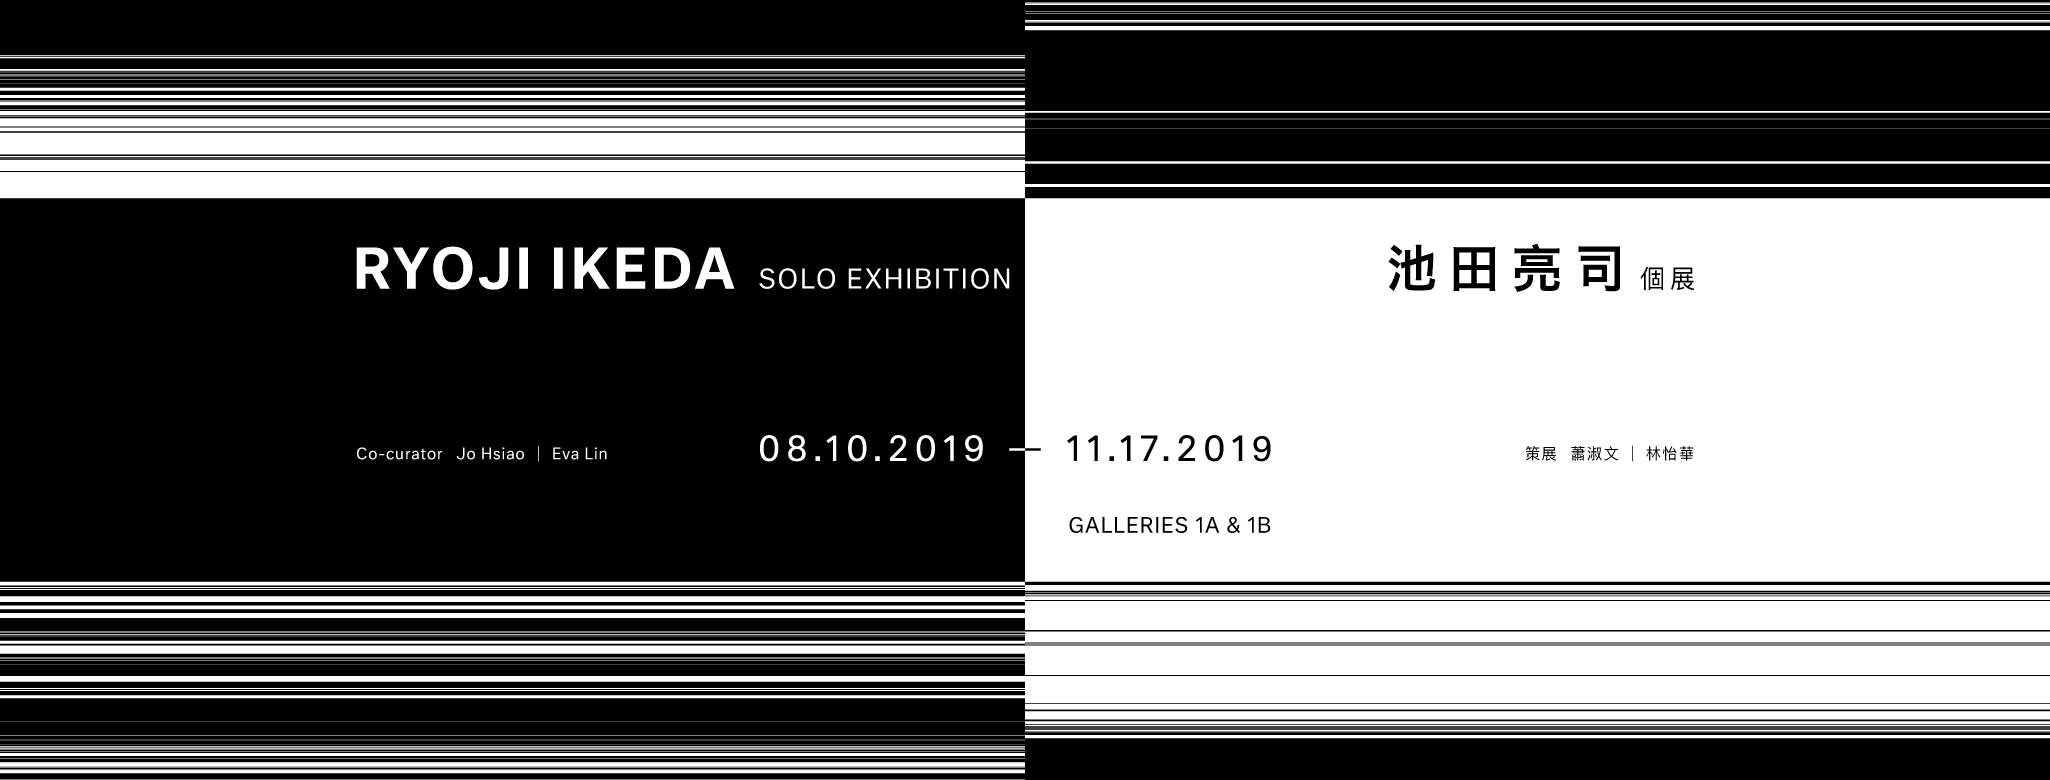 RYOJI IKEDA SOLO EXHIBITION
池田亮司 個展
Co-curator Jo Hsiao | Eva Lin
08.10.2019 — 11.17.2019
策展 蕭淑文 | 林怡華
GALLERIES 1A & 1B